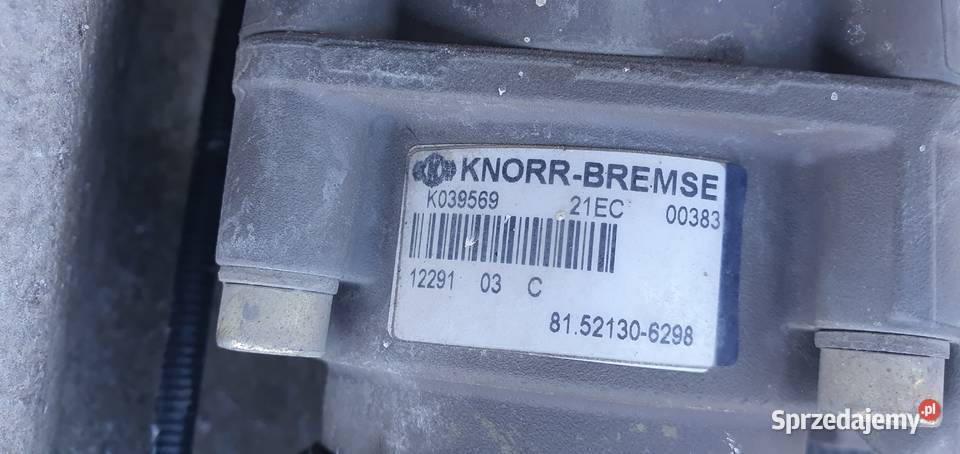 KNORR-BREMSE
K039569 21EC 00383
12291 03 C
81.52130-6298
Sprzedajemy.pl